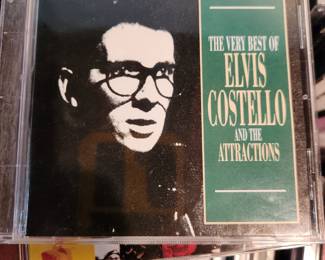 THE VERY BEST OF
ELVIS
COSTELLO
AND THE
ATTRACTIONS